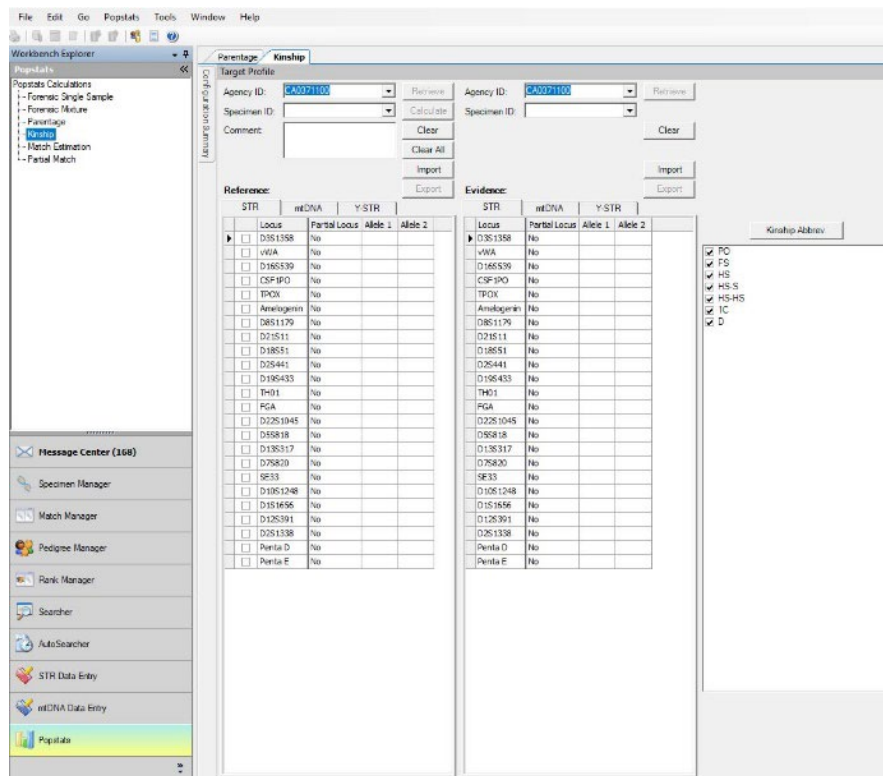 File Edit Go Popstats Tools Window Help
Workbench Explorer
Popstats
Popstats Calculations
Forensic Single Sample
Forensic Mixture
Parentage
Kinship
Match Estimation
Partial Match
Message Center (168)
Specimen Manager
Match Manager
Pedigree Manager
Rank Manager
Searcher
AutoSearcher
STR Data Entry
mtDNA Data Entry
Popstats
Configuration Summary
Parentage Kinship
Target Profile
Agency ID: CA0371100 Retrieve
Specimen ID: Calculate
Comment: Clear
Clear All
Import
Reference: Export
STR mtDNA Y-STR
Locus Partial Locus Allele 1 Allele 2
D3S1358 No
vWA No
D16S539 No
CSF1PO No
TPOX No
Amelogenin No
D8S1179 No
D21S11 No
D18S51 No
D2S441 No
D19S433 No
TH01 No
FGA No
D22S1045 No
D5S818 No
D13S317 No
D7S820 No
SE33 No
D10S1248 No
D1S1656 No
D12S391 No
D2S1338 No
Penta D No
Penta E No
Agency ID: CA0371100 Retrieve
Specimen ID:
Clear
Import
Evidence: Export
STR mtDNA Y-STR
Locus Partial Locus Allele 1 Allele 2
D3S1358 No
vWA No
D16S539 No
CSF1PO No
TPOX No
Amelogenin No
D8S1179 No
D21S11 No
D18S51 No
D2S441 No
D19S433 No
TH01 No
FGA No
D22S1045 No
D5S818 No
D13S317 No
D7S820 No
SE33 No
D10S1248 No
D1S1656 No
D12S391 No
D2S1338 No
Penta D No
Penta E No
Kinship Abbrev
PO
FS
HS
HS-S
HS-HS
1C
D